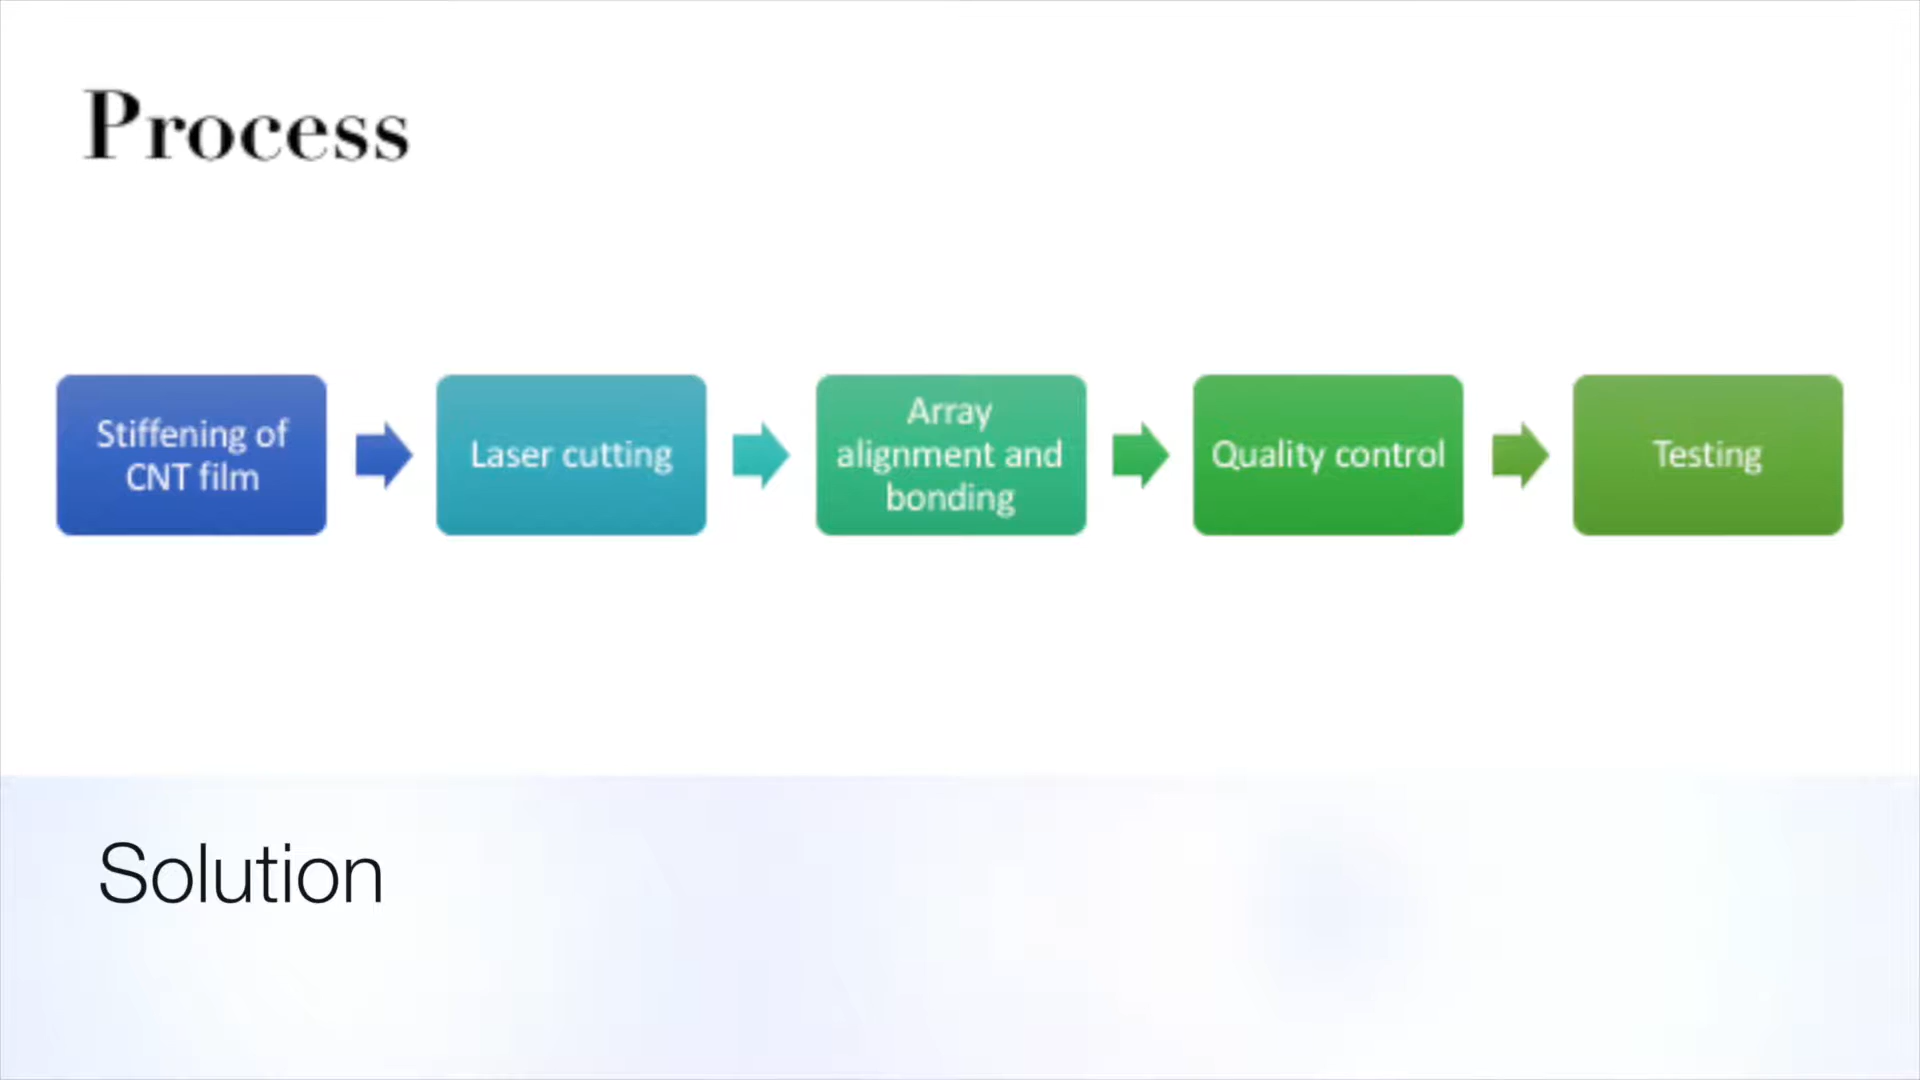 Process
Stiffening of
CNT film
Laser cutting
Array
alignment and
bonding
Quality control
Testing
Solution